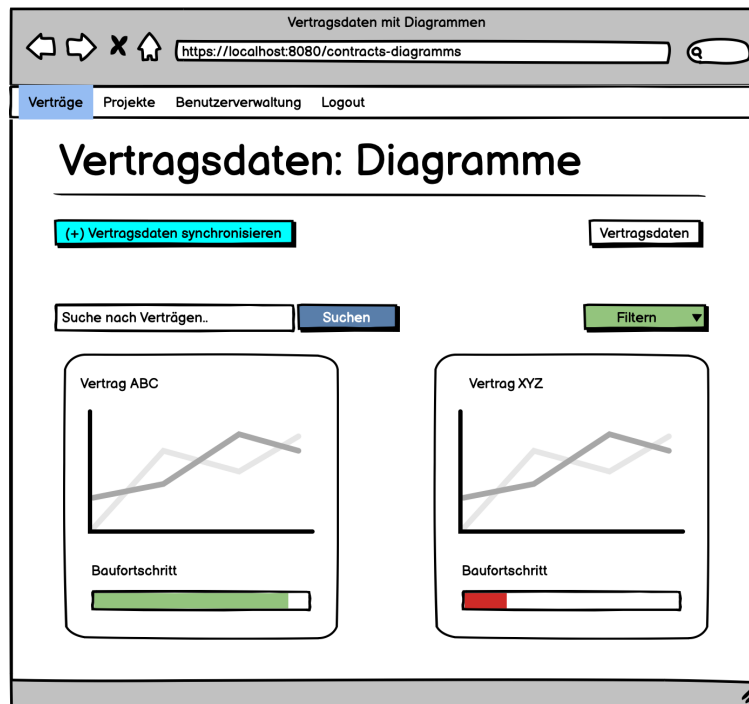 Vertragsdaten mit Diagrammen
https://localhost:8080/contracts-diagramms
Verträge Projekte Benutzerverwaltung Logout
Vertragsdaten: Diagramme
(+) Vertragsdaten synchronisieren Vertragsdaten
Suche nach Verträgen.. Suchen Filtern
Vertrag ABC Vertrag XYZ
Baufortschritt Baufortschritt